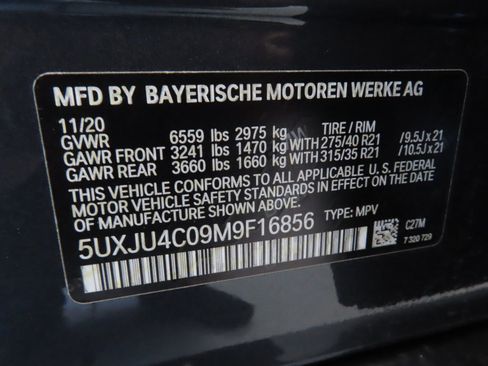 MFD BY BAYERISCHE MOTOREN WERKE AG
11/20
GVWR 6559 lbs 2975 kg TIRE / RIM
GAWR FRONT 3241 lbs 1470 kg WITH 275/40 R21 /9.5J x 21
GAWR REAR 3660 lbs 1660 kg WITH 315/35 R21 /10.5J x 21
THIS VEHICLE CONFORMS TO ALL APPLICABLE U. S. FEDERAL
MOTOR VEHICLE SAFETY STANDARDS IN EFFECT ON THE
DATE OF MANUFACTURE SHOWN ABOVE.
5UXJU4C09M9F16856 TYPE: MPV
C27M
7 320 729